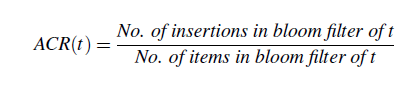 ACR(t) = No. of insertions in bloom filter of t
No. of items in bloom filter of t